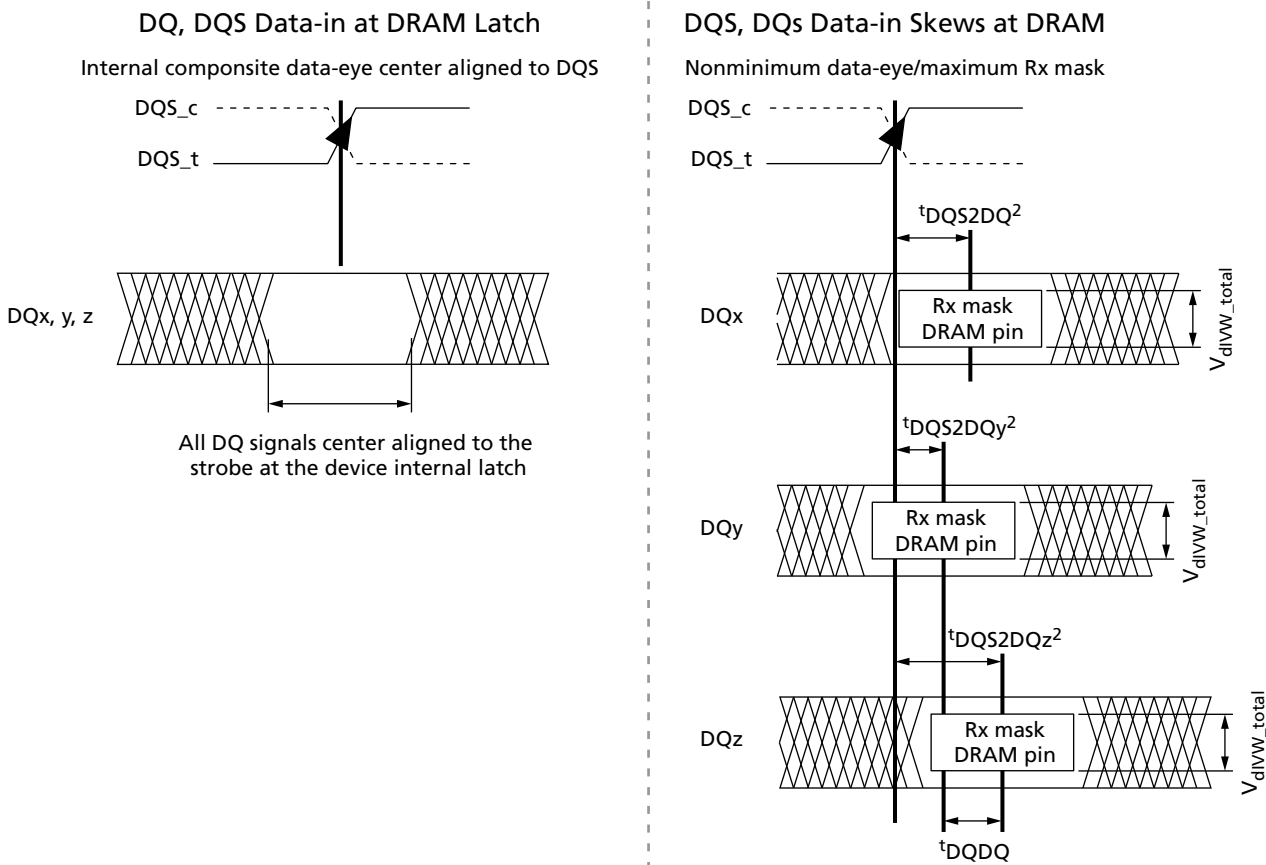 DQ, DQS Data-in at DRAM Latch
Internal componsite data-eye center aligned to DQS
DQS_c
DQS_t
DQx, y, z
All DQ signals center aligned to the
strobe at the device internal latch
DQS, DQs Data-in Skews at DRAM
Nonminimum data-eye/maximum Rx mask
DQS_c
DQS_t
tDQS2DQ2
DQx
Rx mask
DRAM pin
VdIVW_total
tDQS2DQy2
DQy
Rx mask
DRAM pin
VdIVW_total
tDQS2DQz2
DQz
Rx mask
DRAM pin
VdIVW_total
tDQDQ